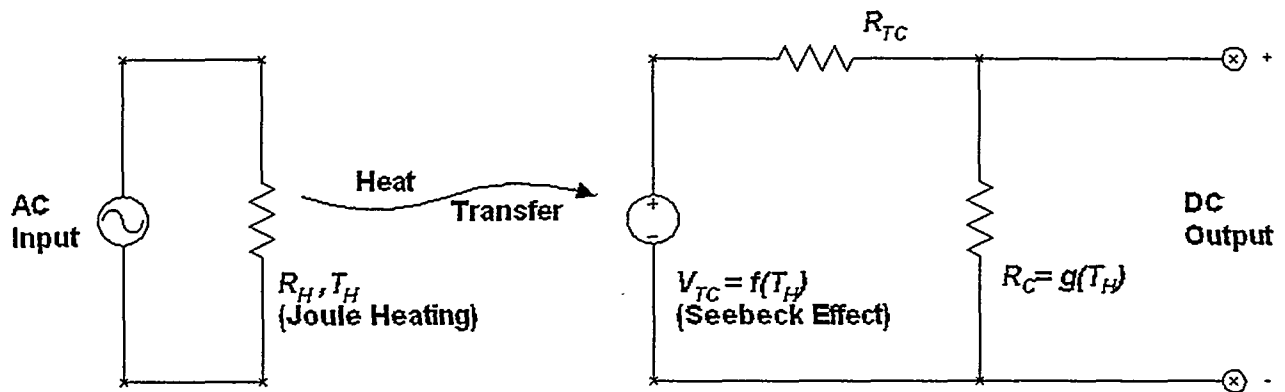 R_TC
+
Heat
Transfer
AC
Input
+
−
DC
Output
R_H, T_H
(Joule Heating)
V_TC = f(T_H)
(Seebeck Effect)
R_C = g(T_H)
-